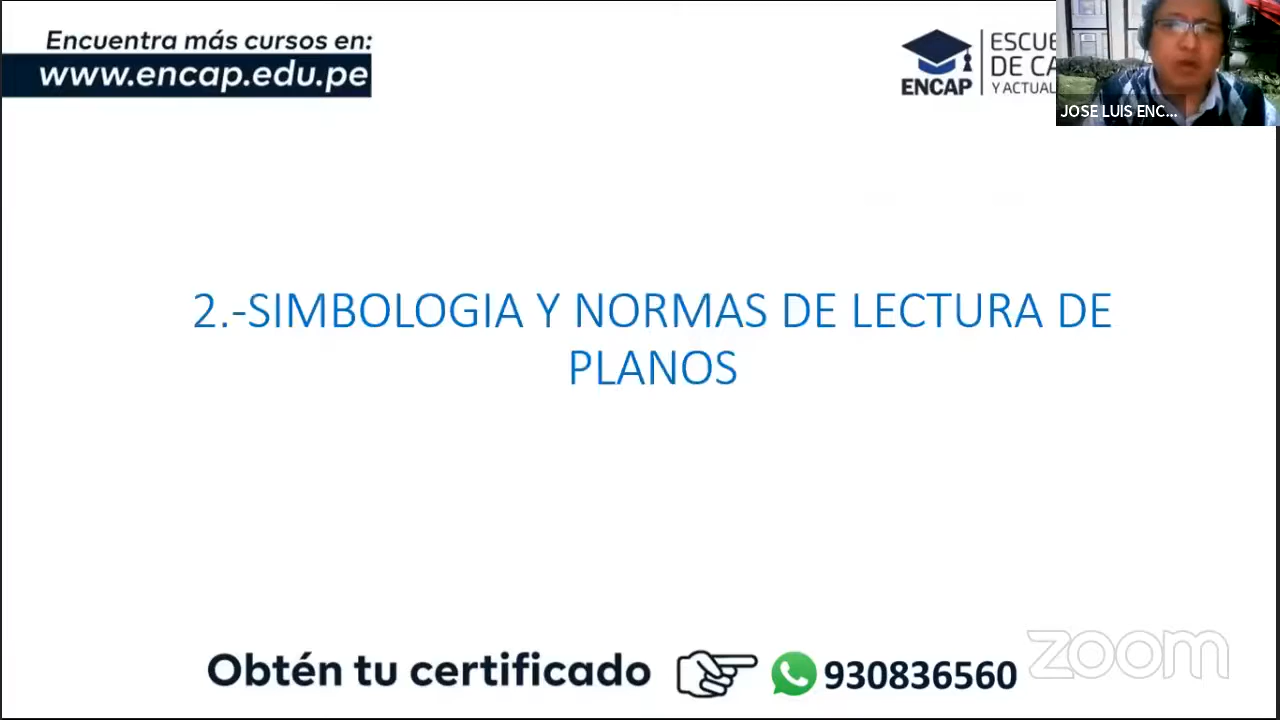 Encuentra más cursos en:
www.encap.edu.pe
ENCAP
ESCUE
DE CA
Y ACTUAL
JOSE LUIS ENC...
2.-SIMBOLOGIA Y NORMAS DE LECTURA DE
PLANOS
Obtén tu certificado
930836560
zoom